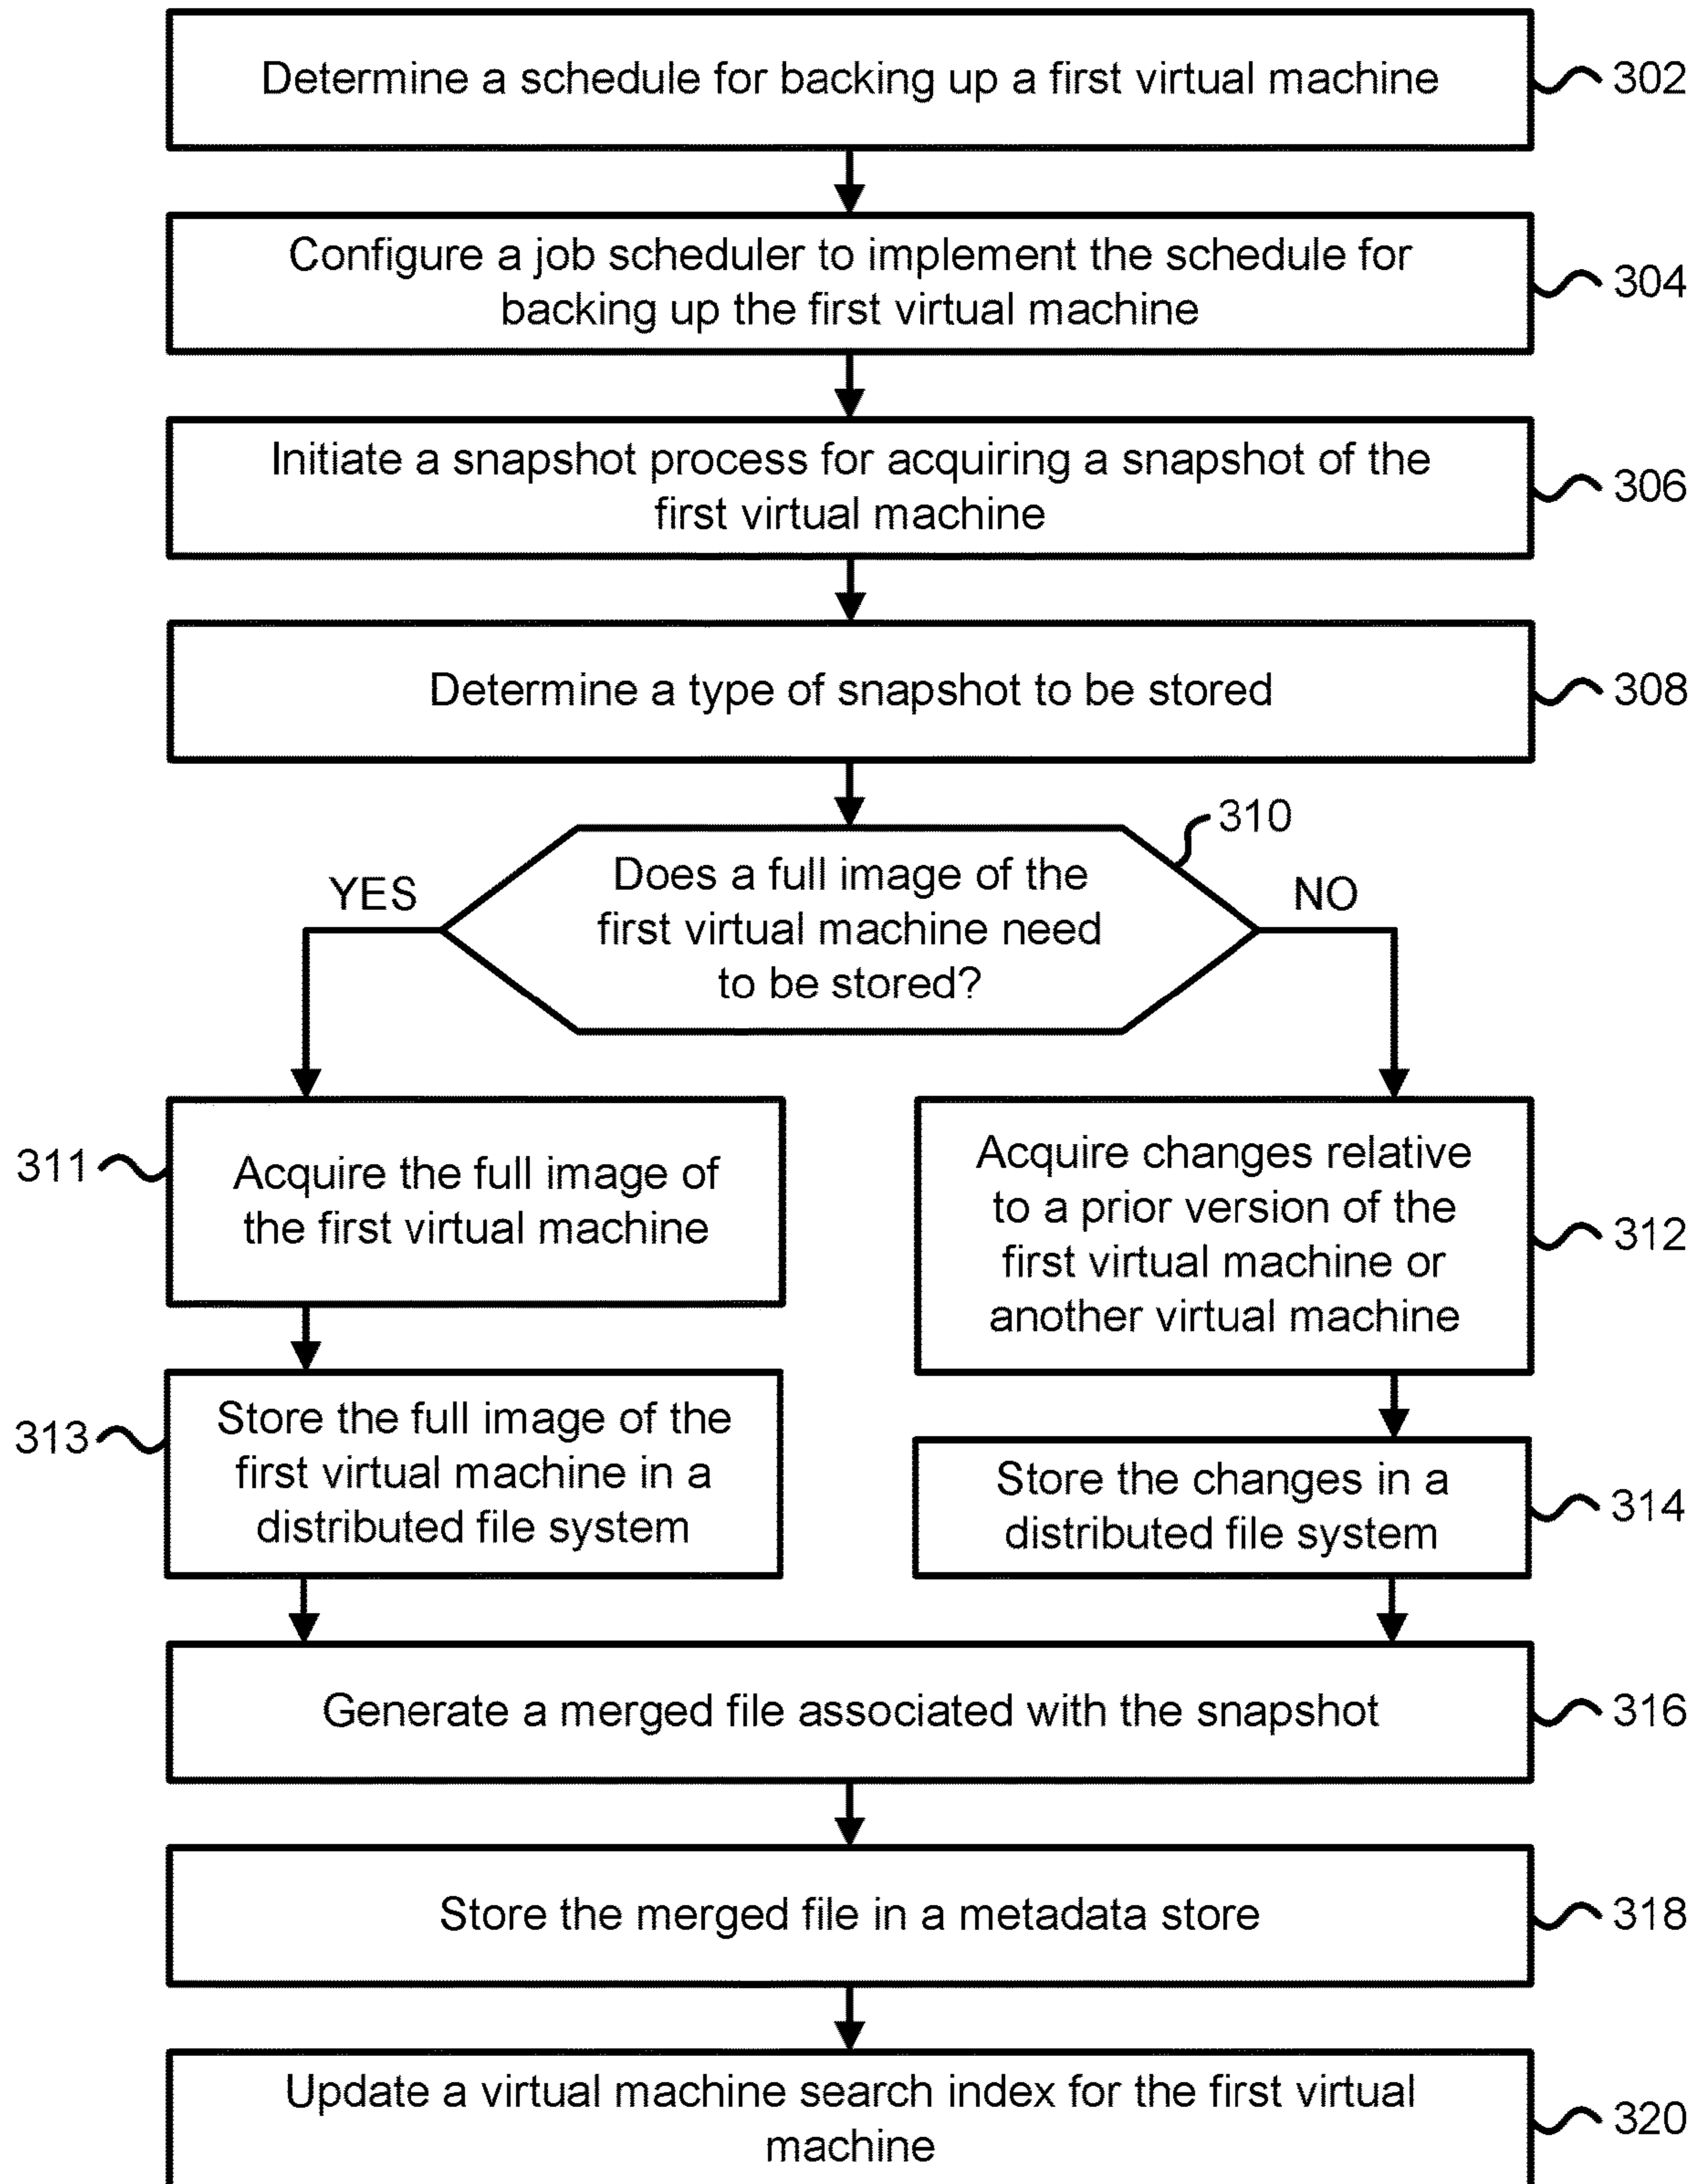 Determine a schedule for backing up a first virtual machine
302
Configure a job scheduler to implement the schedule for
backing up the first virtual machine
304
Initiate a snapshot process for acquiring a snapshot of the
first virtual machine
306
Determine a type of snapshot to be stored
308
310
Does a full image of the
first virtual machine need
to be stored?
YES
NO
311
Acquire the full image of
the first virtual machine
Acquire changes relative
to a prior version of the
first virtual machine or
another virtual machine
312
313
Store the full image of the
first virtual machine in a
distributed file system
Store the changes in a
distributed file system
314
Generate a merged file associated with the snapshot
316
Store the merged file in a metadata store
318
Update a virtual machine search index for the first virtual
machine
320